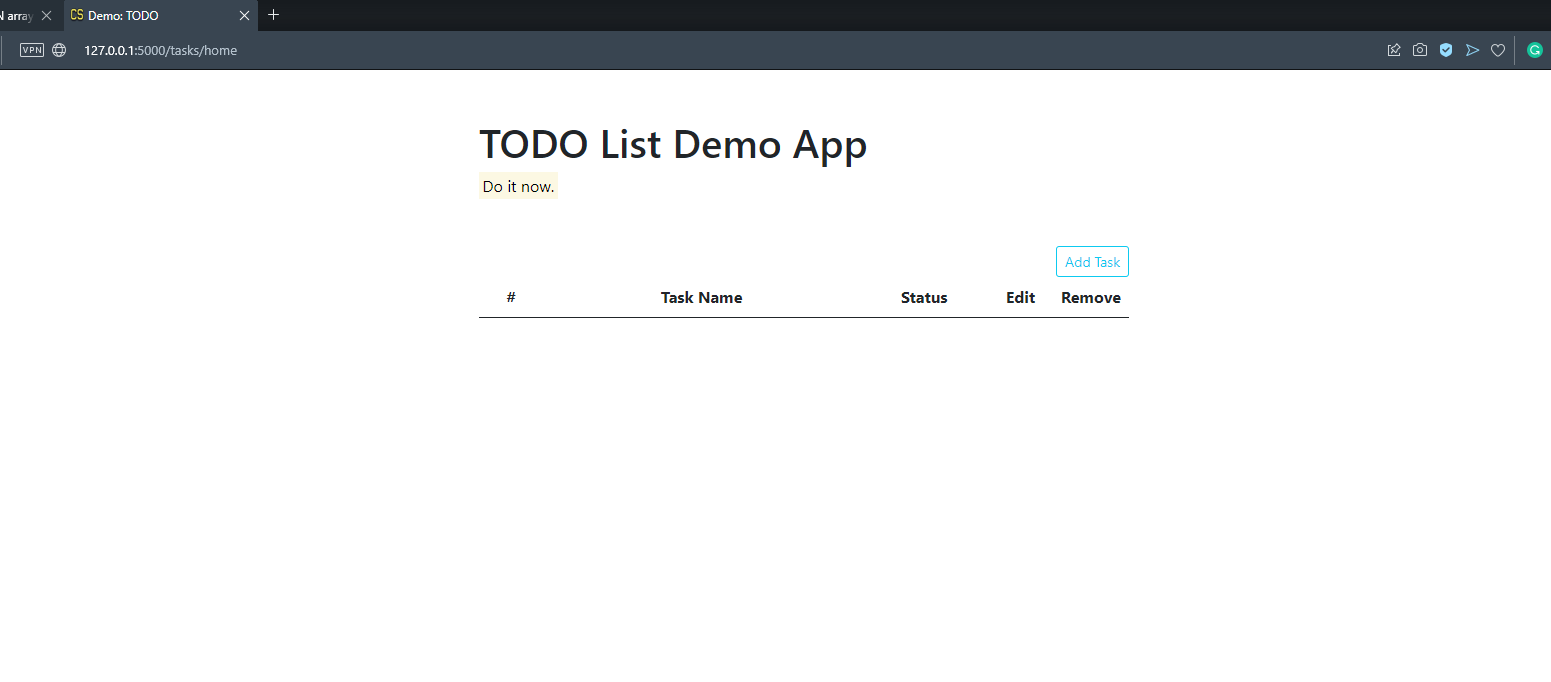 N array
CS Demo: TODO
VPN 127.0.0.1:5000/tasks/home
G
TODO List Demo App
Do it now.
Add Task
# Task Name Status Edit Remove